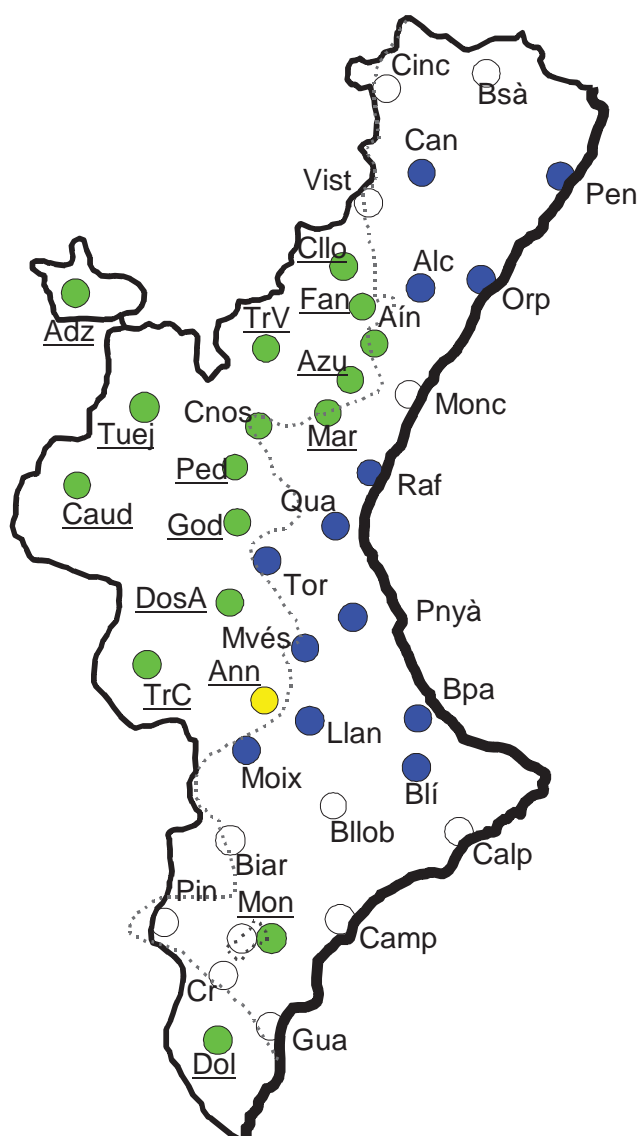 Cinc
Bsà
Can
Pen
Vist
Cllo
Alc
Orp
Adz
Fan
TrV
Aín
Azu
Monc
Tuej
Cnos
Mar
Ped
Raf
Caud
Qua
God
Tor
DosA
Pnyà
Mvés
Ann
TrC
Bpa
Llan
Moix
Blí
Bllob
Calp
Biar
Pin
Mon
Camp
Cr
Gua
Dol